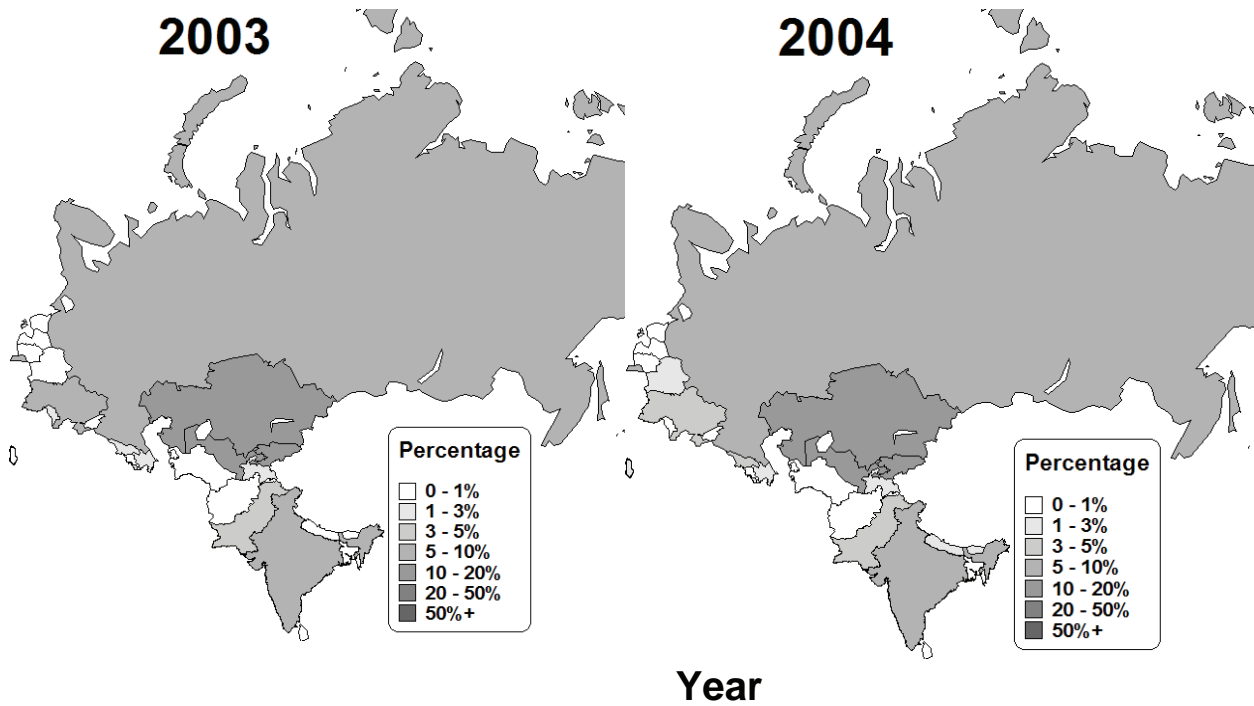 2003
2004
Percentage
0 - 1%
1 - 3%
3 - 5%
5 - 10%
10 - 20%
20 - 50%
50%+
Percentage
0 - 1%
1 - 3%
3 - 5%
5 - 10%
10 - 20%
20 - 50%
50%+
Year